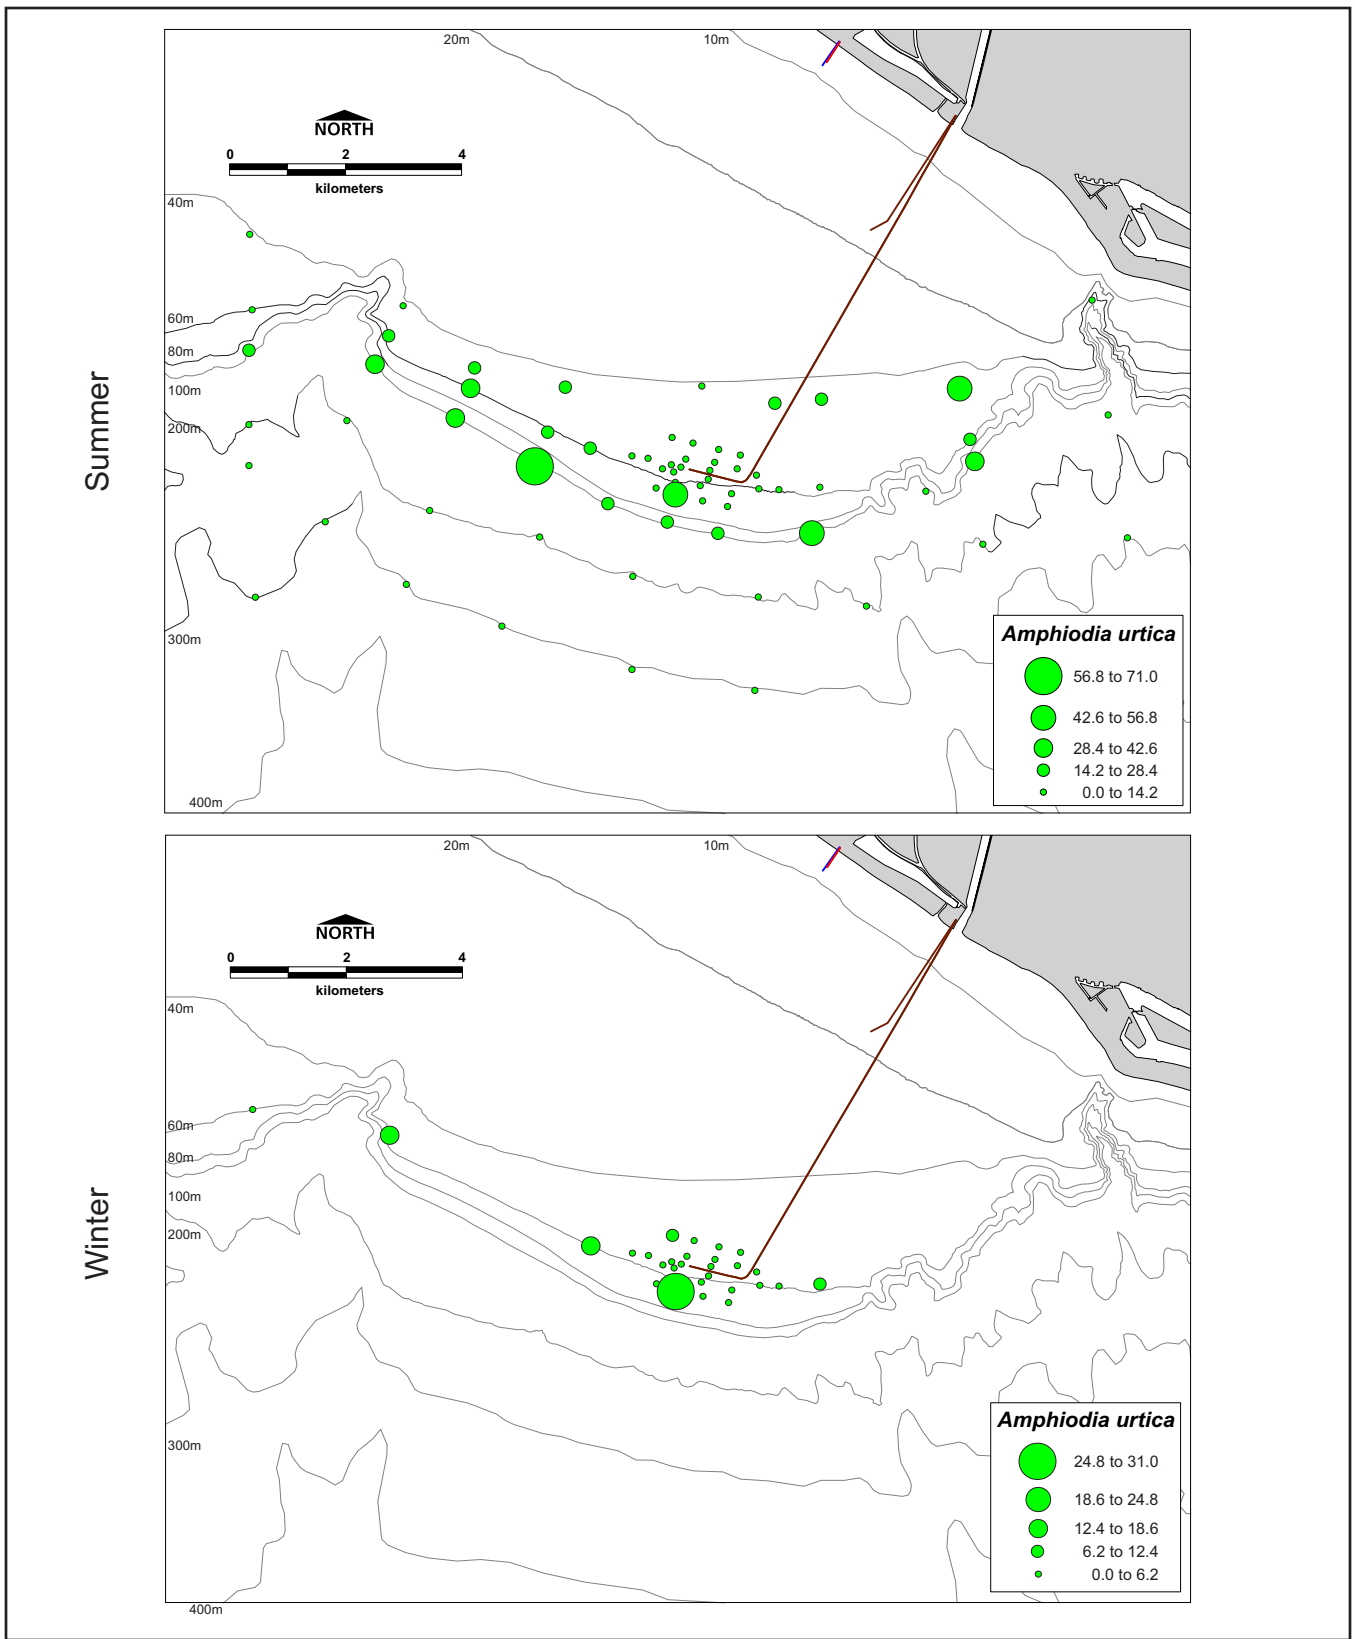 Summer
20m
10m
NORTH
0 2 4
kilometers
40m
60m
80m
100m
200m
300m
400m
Amphiodia urtica
56.8 to 71.0
42.6 to 56.8
28.4 to 42.6
14.2 to 28.4
0.0 to 14.2
Winter
20m
10m
NORTH
0 2 4
kilometers
40m
60m
80m
100m
200m
300m
400m
Amphiodia urtica
24.8 to 31.0
18.6 to 24.8
12.4 to 18.6
6.2 to 12.4
0.0 to 6.2